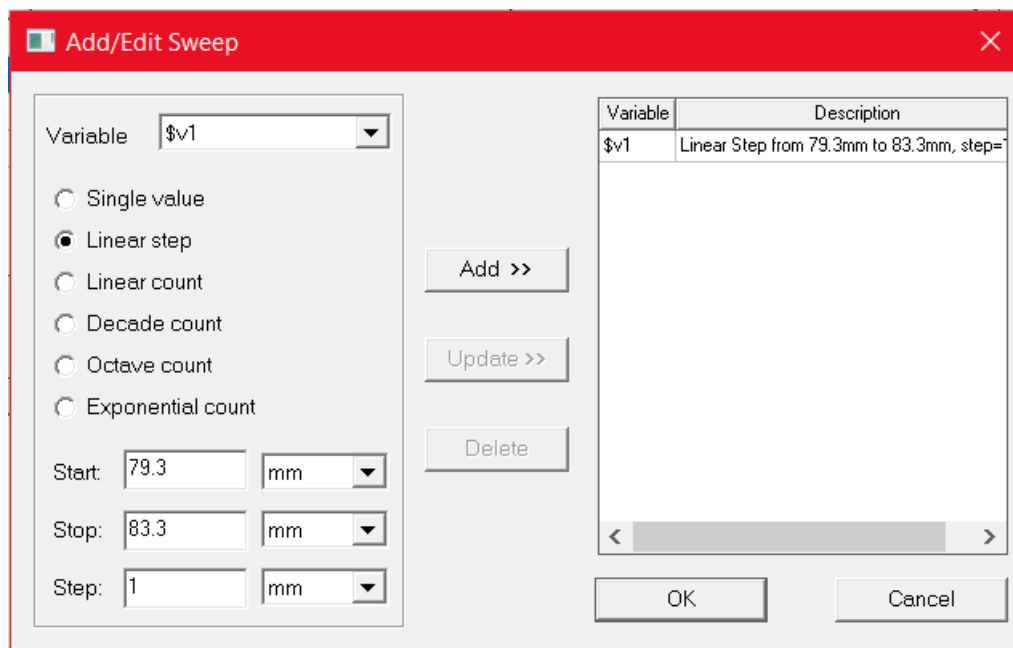 Add/Edit Sweep
Variable $v1
Single value
Linear step
Linear count
Decade count
Octave count
Exponential count
Start: 79.3 mm
Stop: 83.3 mm
Step: 1 mm
Add >>
Update >>
Delete
Variable Description
$v1 Linear Step from 79.3mm to 83.3mm, step=
OK Cancel